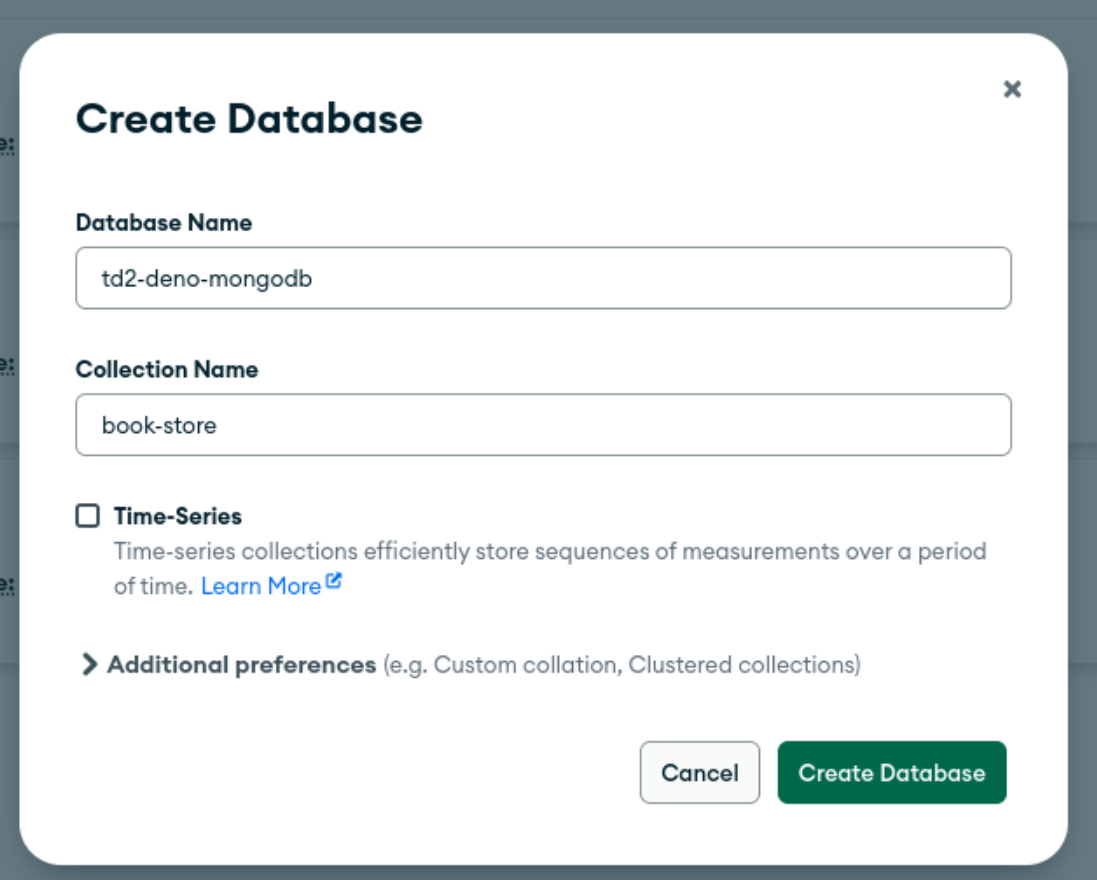 Create Database
Database Name
td2-deno-mongodb
Collection Name
book-store
Time-Series
Time-series collections efficiently store sequences of measurements over a period
of time. Learn More
Additional preferences (e.g. Custom collation, Clustered collections)
Cancel
Create Database